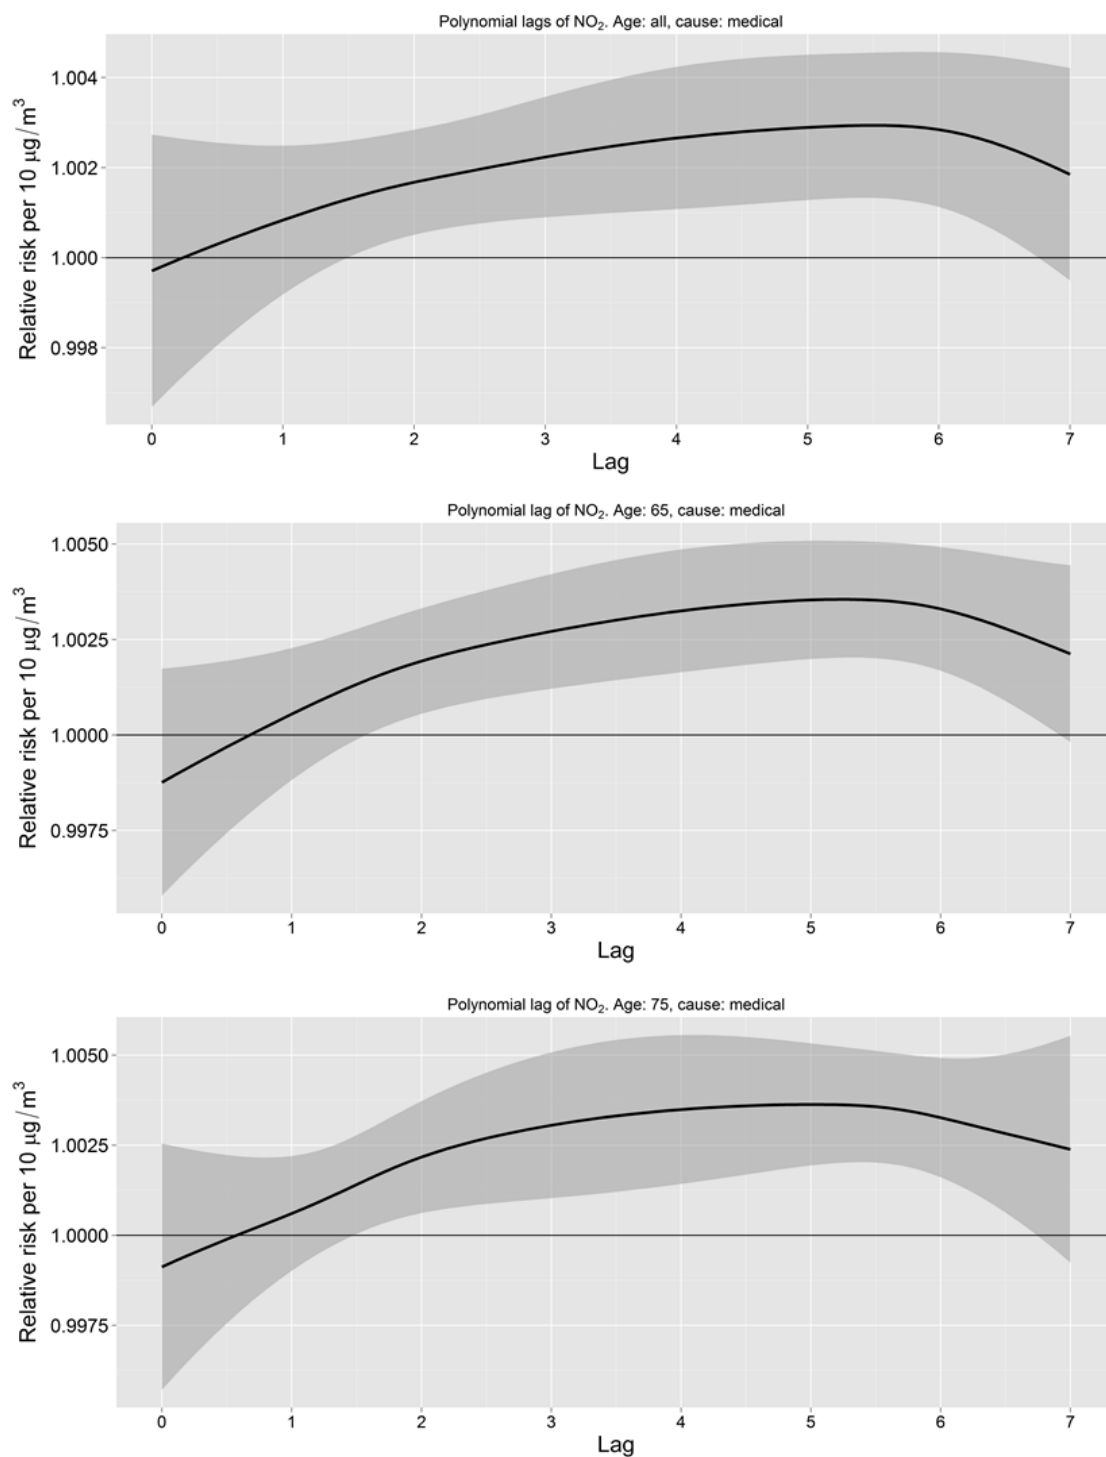 Polynomial lags of NO₂. Age: all, cause: medical
Relative risk per 10 μg/m³
1.004
1.002
1.000
0.998
0 1 2 3 4 5 6 7
Lag
Polynomial lag of NO₂. Age: 65, cause: medical
Relative risk per 10 μg/m³
1.0050
1.0025
1.0000
0.9975
0 1 2 3 4 5 6 7
Lag
Polynomial lag of NO₂. Age: 75, cause: medical
Relative risk per 10 μg/m³
1.0050
1.0025
1.0000
0.9975
0 1 2 3 4 5 6 7
Lag